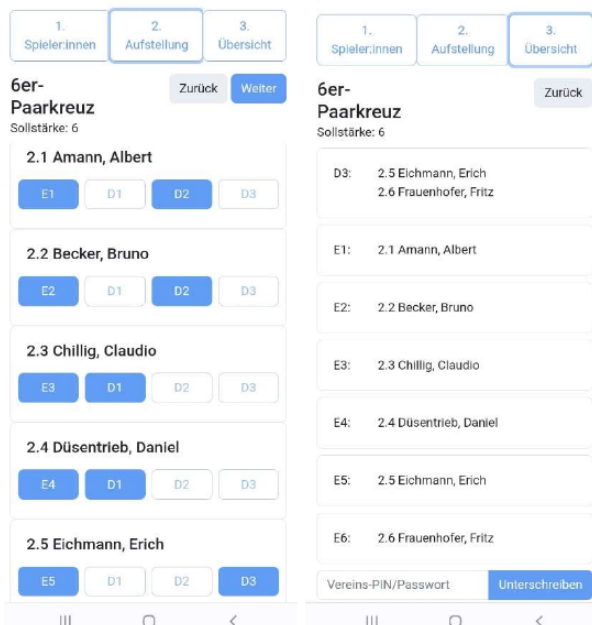 1.
Spieler:innen
2.
Aufstellung
3.
Übersicht
6er-
Paarkreuz
Zurück
Weiter
Sollstärke: 6
2.1 Amann, Albert
E1
D1
D2
D3
2.2 Becker, Bruno
E2
D1
D2
D3
2.3 Chillig, Claudio
E3
D1
D2
D3
2.4 Düsentrieb, Daniel
E4
D1
D2
D3
2.5 Eichmann, Erich
E5
D1
D2
D3
1.
Spieler:innen
2.
Aufstellung
3.
Übersicht
6er-
Paarkreuz
Zurück
Sollstärke: 6
D3: 2.5 Eichmann, Erich
2.6 Frauenhofer, Fritz
E1: 2.1 Amann, Albert
E2: 2.2 Becker, Bruno
E3: 2.3 Chillig, Claudio
E4: 2.4 Düsentrieb, Daniel
E5: 2.5 Eichmann, Erich
E6: 2.6 Frauenhofer, Fritz
Vereins-PIN/Passwort
Unterschreiben